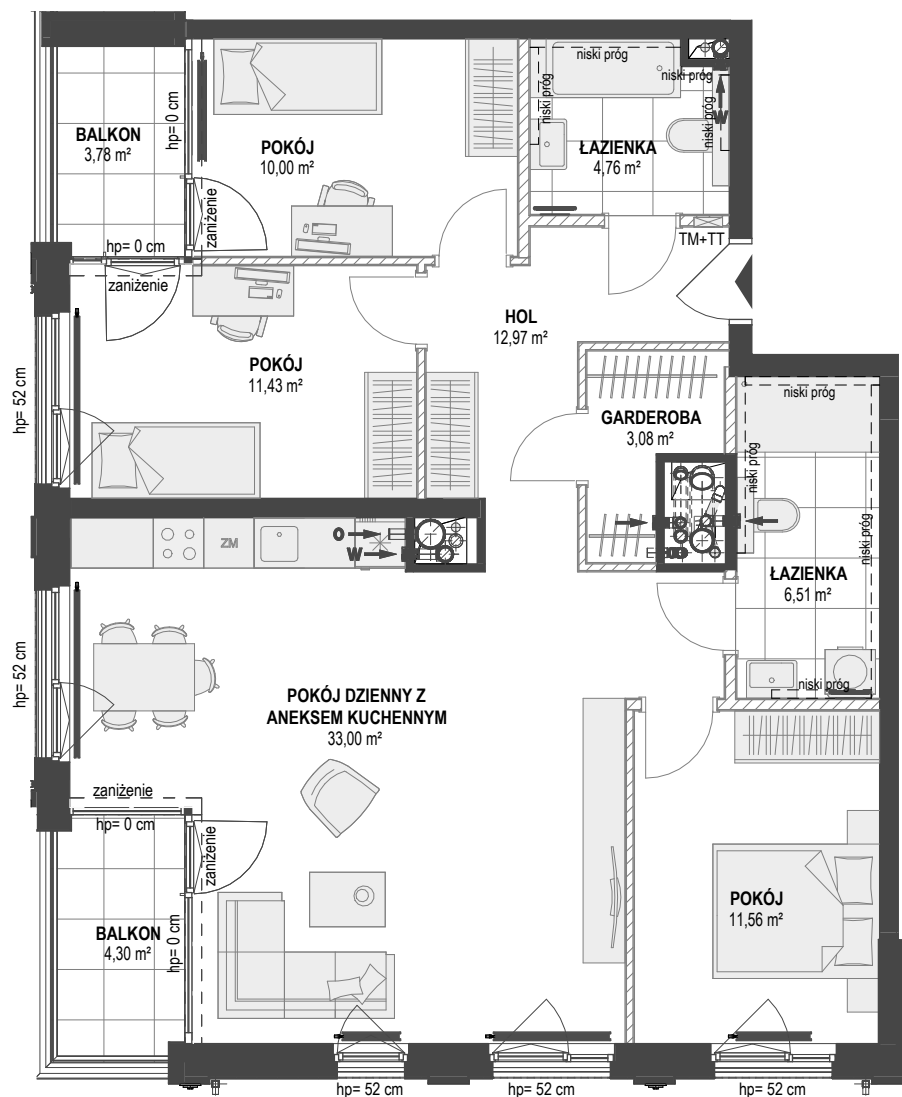 niski próg
niski próg
niski próg
niski próg
W
BALKON
3,78 m²
hp= 0 cm
POKÓJ
10,00 m²
ŁAZIENKA
4,76 m²
zaniżenie
hp= 0 cm
zaniżenie
TM+TT
HOL
12,97 m²
POKÓJ
11,43 m²
hp= 52 cm
GARDEROBA
3,08 m²
niski próg
niski próg
niski próg
ZM
O
W
ŁAZIENKA
6,51 m²
niski próg
hp= 52 cm
POKÓJ DZIENNY Z
ANEKSEM KUCHENNYM
33,00 m²
zaniżenie
hp= 0 cm
zaniżenie
BALKON
4,30 m²
hp= 0 cm
POKÓJ
11,56 m²
hp= 52 cm
hp= 52 cm
hp= 52 cm